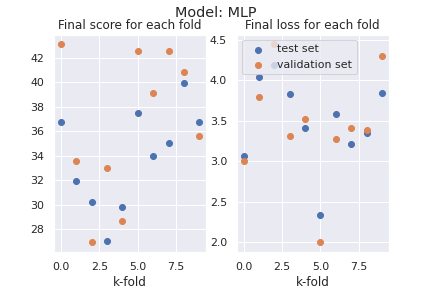 Model: MLP
Final score for each fold
Final loss for each fold
42
40
38
36
34
32
30
28
0.0 2.5 5.0 7.5
k-fold
4.5
4.0
3.5
3.0
2.5
2.0
test set
validation set
0.0 2.5 5.0 7.5
k-fold